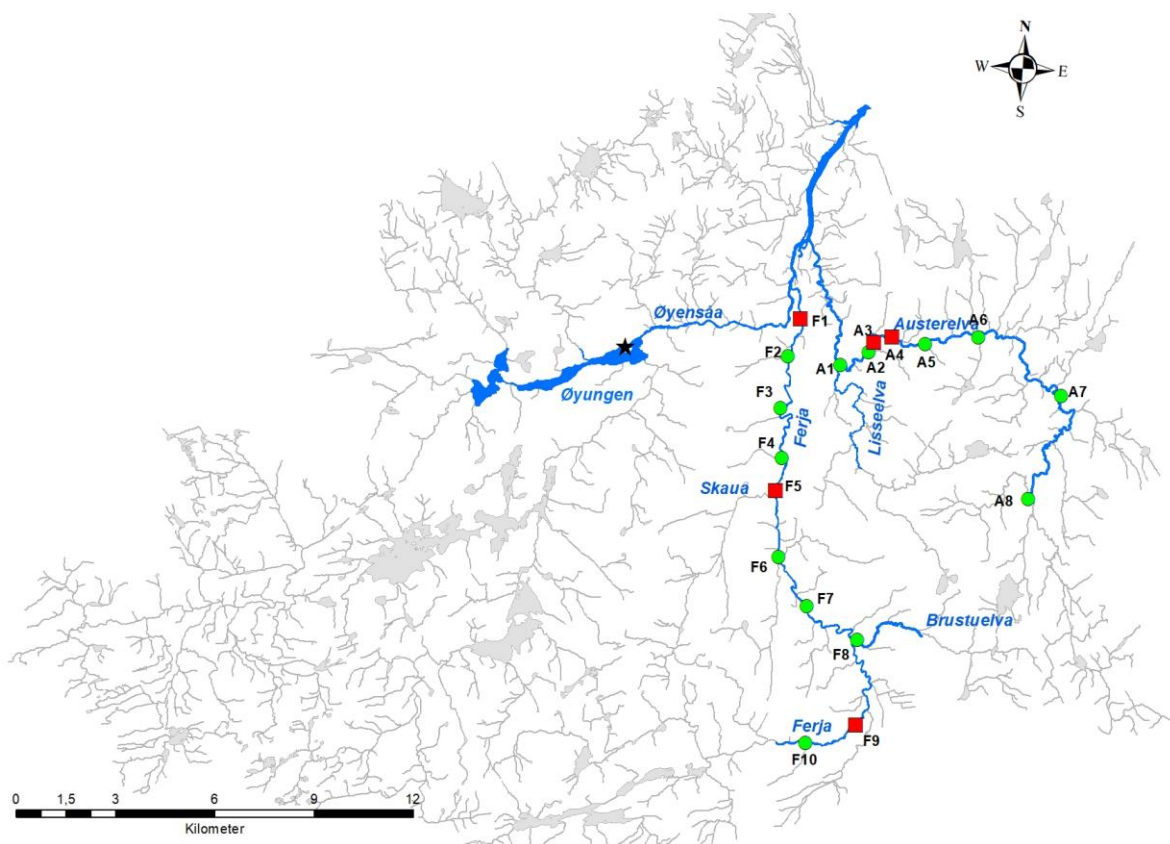 N
W
E
S
Øyensåa
F1
A3
Austerelva
A6
A4
F2
A2
A5
A1
Øyungen
F3
Ferja
Lisseelva
A7
F4
Skaua
F5
A8
F6
F7
Brustuelva
F8
Ferja
F9
F10
0 1,5 3 6 9 12
Kilometer